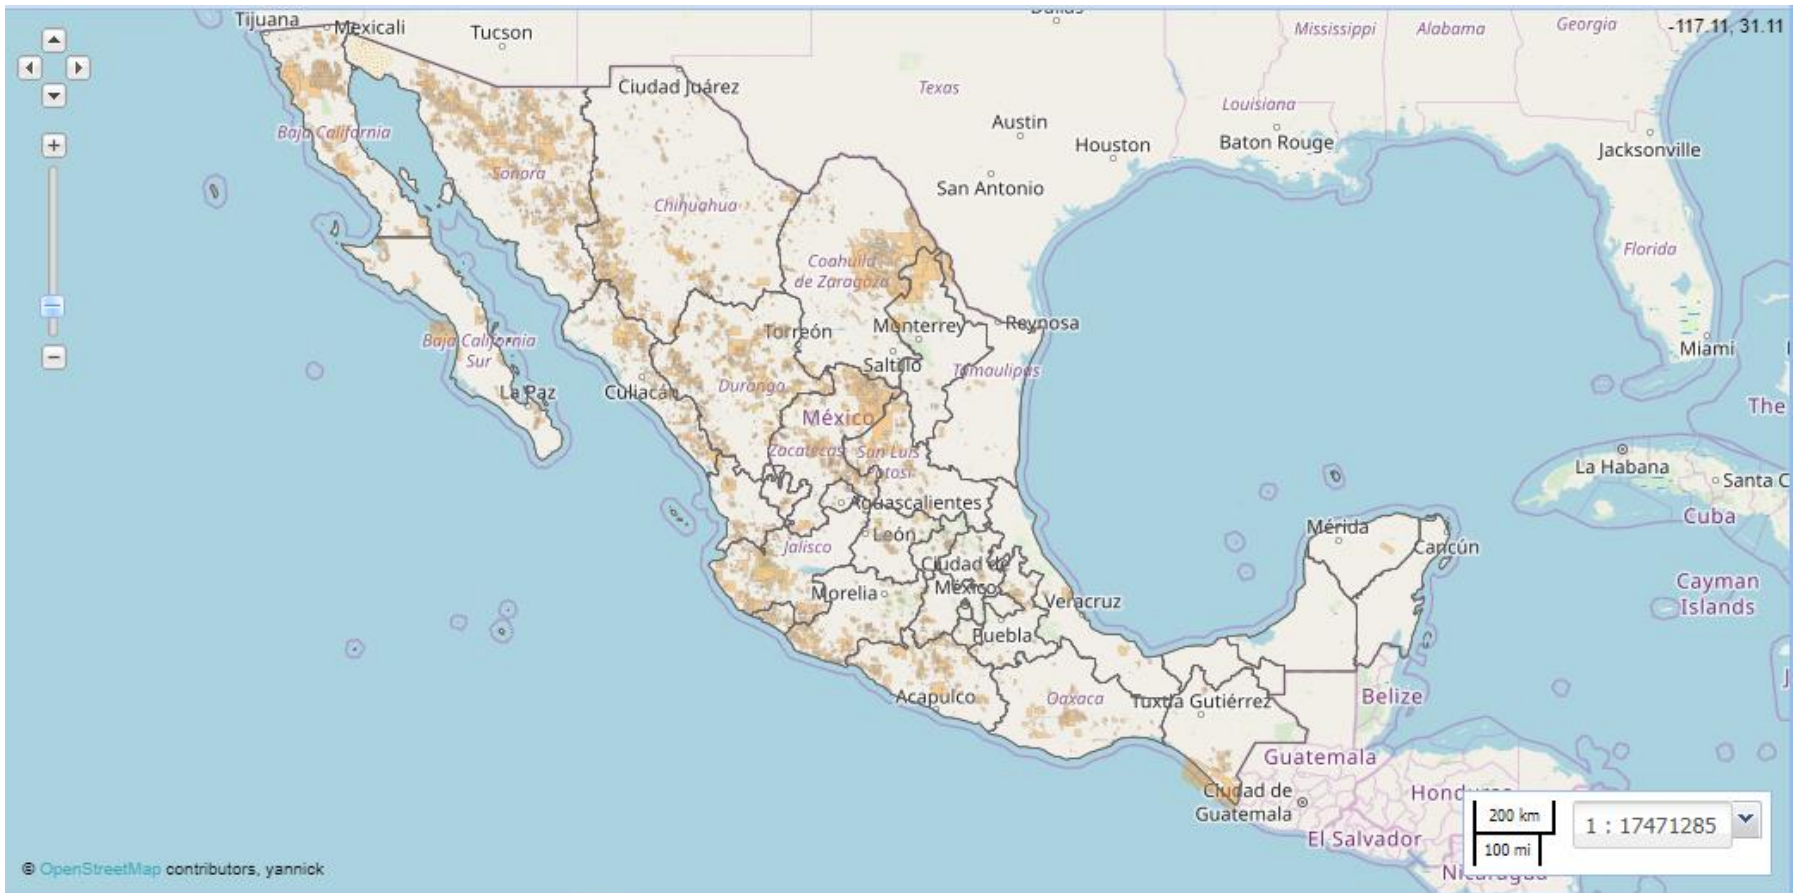 Tijuana
Mexicali
Tucson
Dallas
Mississippi
Alabama
Georgia
-117.11, 31.11
Ciudad Juárez
Texas
Louisiana
Baja California
Austin
Houston
Baton Rouge
Jacksonville
Sonora
San Antonio
Chihuahua
Florida
Coahuila
de Zaragoza
Torreón
Monterrey
Reynosa
Baja California
Sur
Miami
Saltillo
Tamaulipas
Durango
La Paz
Culiacán
The
México
Zacatecas
San Luis
Potosí
La Habana
Santa C
Aguascalientes
Cuba
Mérida
León
Jalisco
Cancún
Ciudad de
México
Cayman
Islands
Morelia
Veracruz
Puebla
Acapulco
Oaxaca
Tuxtla Gutiérrez
Belize
Guatemala
Ciudad de
Guatemala
Honduras
El Salvador
Nicaragua
200 km
100 mi
1 : 17471285
© OpenStreetMap contributors, yannick